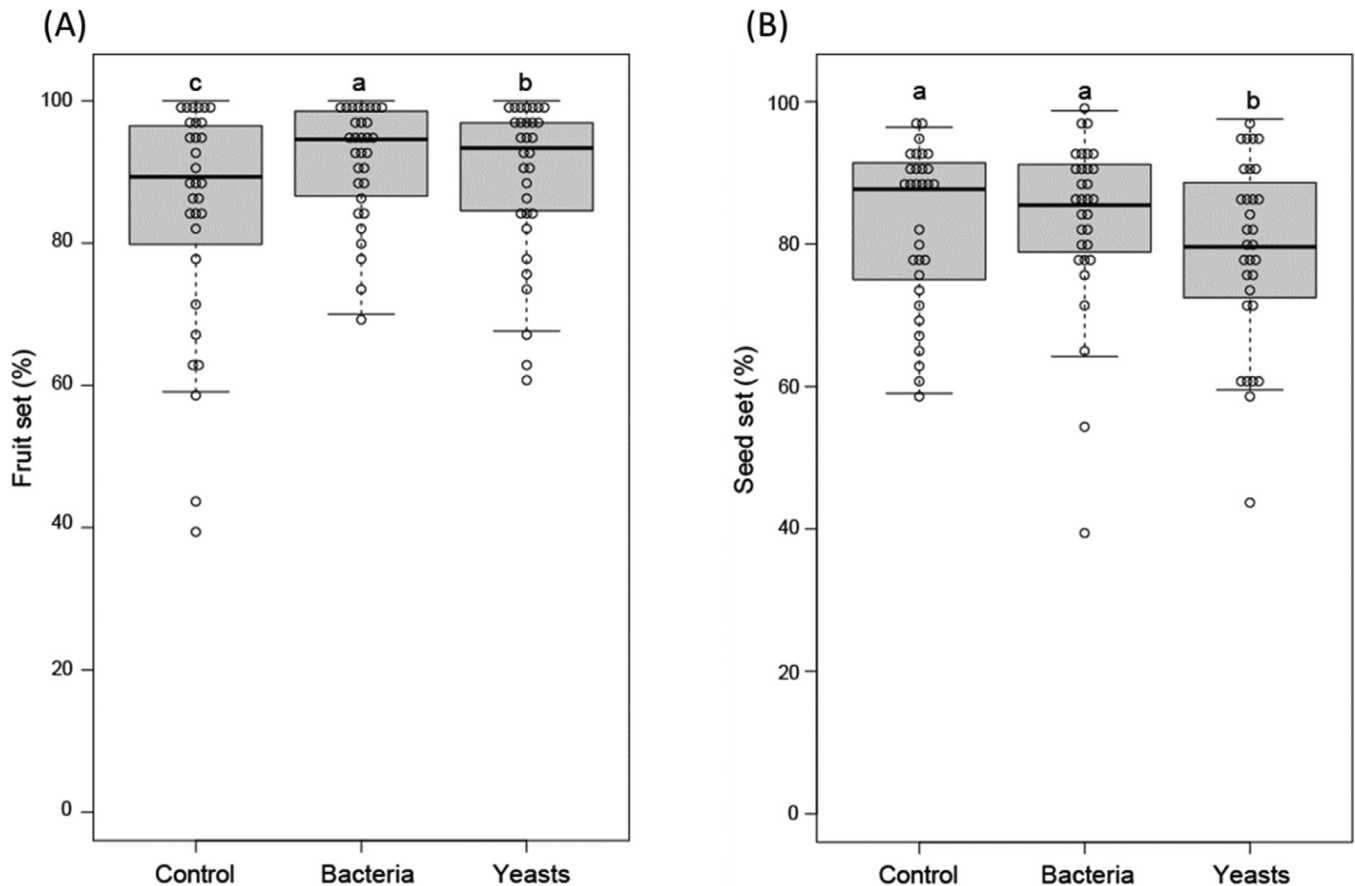 (A)
Fruit set (%)
100
80
60
40
20
0
c
a
b
Control
Bacteria
Yeasts
(B)
Seed set (%)
100
80
60
40
20
0
a
a
b
Control
Bacteria
Yeasts